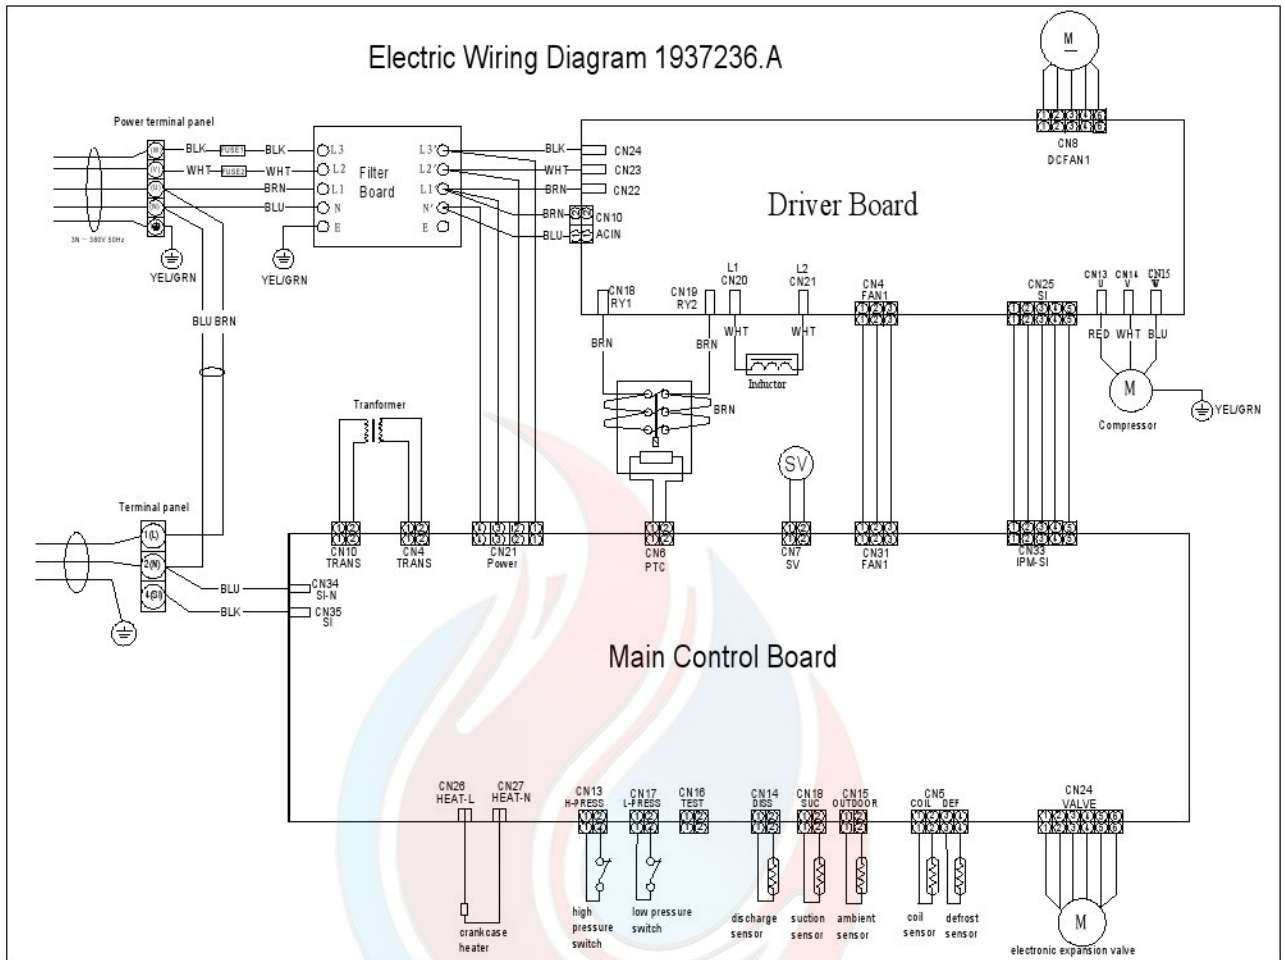 Electric Wiring Diagram 1937236.A
M
CN8
DCFAN1
Power terminal panel
BLK FUSE1 BLK
WHT FUSE2 WHT
BRN
BLU
3N～380V 50Hz
YEL/GRN
YEL/GRN
L3
L2
L1
N
E
Filter
Board
L3'
L2'
L1'
N'
E
BLK
WHT
BRN
BRN
BLU
CN24
CN23
CN22
CN10
ACIN
Driver Board
CN18
RY1
CN19
RY2
L1
CN20
L2
CN21
CN4
FAN1
CN25
SI
CN13
U
CN14
V
CN15
W
BRN
BRN
WHT
WHT
RED WHT BLU
Inductor
BRN
M
Compressor
YEL/GRN
BLU BRN
Tranformer
SV
Terminal panel
1(L)
2(N)
4(SI)
BLU
BLK
CN34
SI-N
CN35
SI
CN10
TRANS
CN4
TRANS
CN21
Power
CN6
PTC
CN7
SV
CN31
FAN1
CN33
IPM-SI
Main Control Board
CN26
HEAT-L
CN27
HEAT-N
CN13
H-PRESS
CN17
L-PRESS
CN16
TEST
CN14
DISS
CN18
SUC
CN15
OUTDOOR
CN5
COIL DEF
CN24
VALVE
crankcase
heater
high
pressure
switch
low pressure
switch
discharge
sensor
suction
sensor
ambient
sensor
coil
sensor
defrost
sensor
M
electronic expansion valve